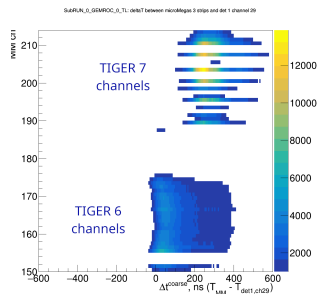 SubRUN_0_GEMROC_0_TL: deltaT between microMegas 3 strips and det 1 channel 29
MM ch
210
200
190
180
170
160
150
TIGER 7
channels
TIGER 6
channels
12000
10000
8000
6000
4000
2000
−600 −400 −200 0 200 400 600
Δt^coarse, ns (T_MM - T_det1,ch29)